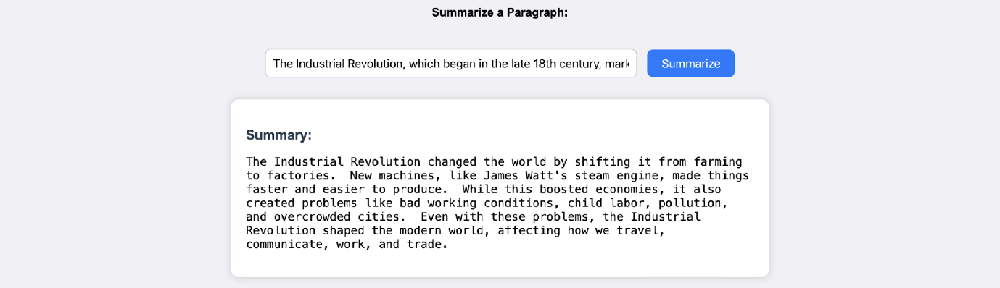 Summarize a Paragraph:
The Industrial Revolution, which began in the late 18th century, mark
Summarize
Summary:
The Industrial Revolution changed the world by shifting it from farming
to factories.  New machines, like James Watt's steam engine, made things
faster and easier to produce.  While this boosted economies, it also
created problems like bad working conditions, child labor, pollution,
and overcrowded cities.  Even with these problems, the Industrial
Revolution shaped the modern world, affecting how we travel,
communicate, work, and trade.